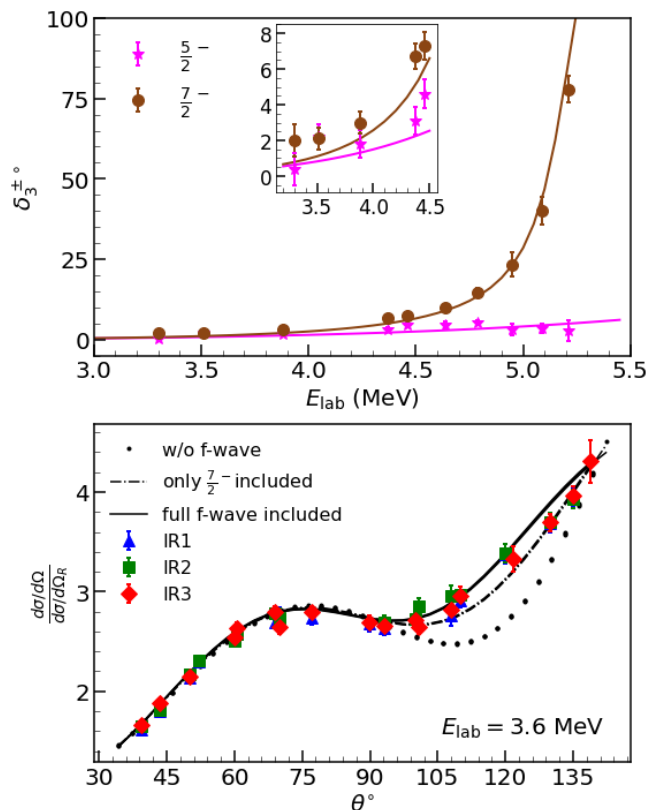 100
75
50
25
0
δ₃^± °
5/2 ⁻
7/2 ⁻
8
6
4
2
0
3.5 4.0 4.5
3.0 3.5 4.0 4.5 5.0 5.5
E_lab (MeV)
w/o f-wave
only 7/2 ⁻ included
full f-wave included
IR1
IR2
IR3
4
3
2
dσ/dΩ
dσ/dΩ_R
E_lab = 3.6 MeV
30 45 60 75 90 105 120 135
θ°